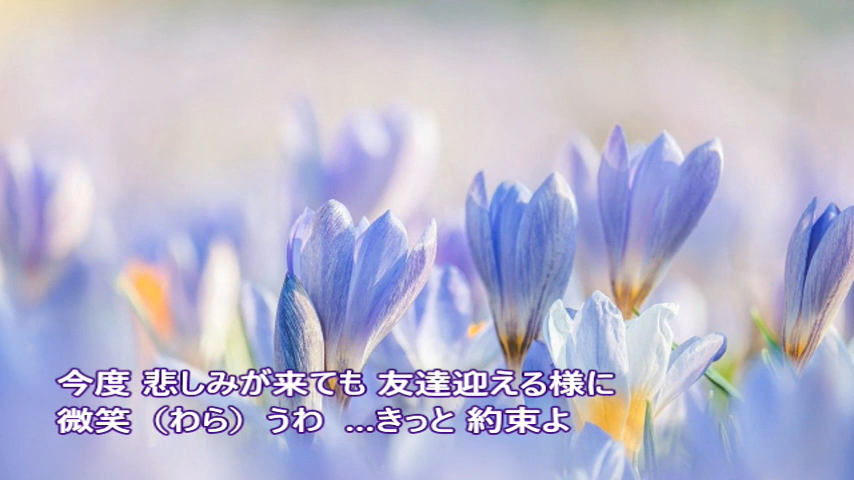 今度 悲しみが来ても 友達迎える様に
微笑 （わら） うわ …きっと 約束よ